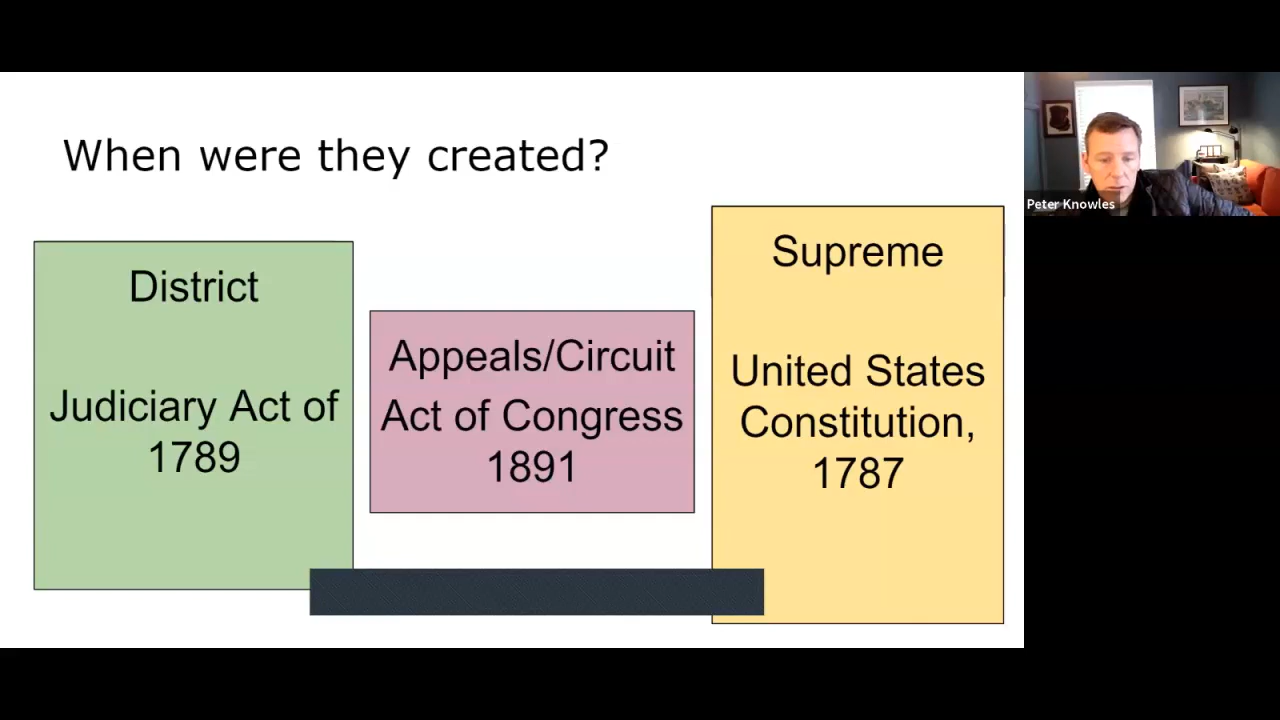 When were they created?
District
Judiciary Act of
1789
Appeals/Circuit
Act of Congress
1891
Supreme
United States
Constitution,
1787
Peter Knowles